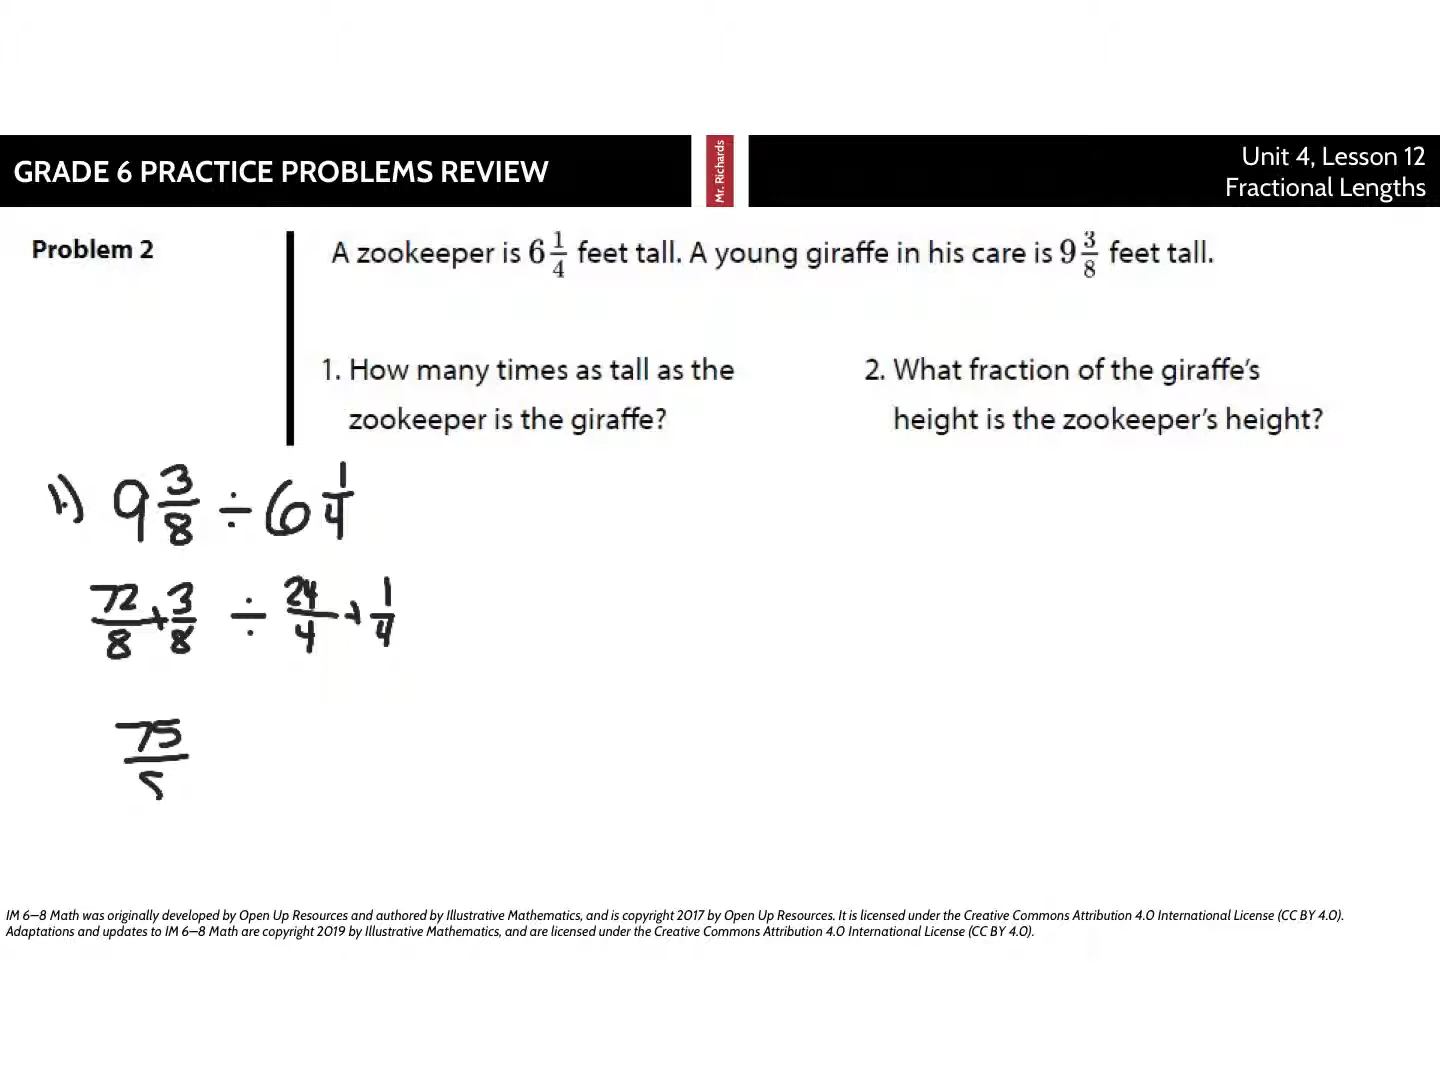 GRADE 6 PRACTICE PROBLEMS REVIEW
Mr. Richards
Unit 4, Lesson 12
Fractional Lengths
Problem 2
A zookeeper is 6 1/4 feet tall. A young giraffe in his care is 9 3/8 feet tall.
1. How many times as tall as the
zookeeper is the giraffe?
2. What fraction of the giraffe's
height is the zookeeper's height?
1.) 9 3/8 ÷ 6 1/4
72/8 + 3/8 ÷ 24/4 + 1/4
75/
IM 6–8 Math was originally developed by Open Up Resources and authored by Illustrative Mathematics, and is copyright 2017 by Open Up Resources. It is licensed under the Creative Commons Attribution 4.0 International License (CC BY 4.0).
Adaptations and updates to IM 6–8 Math are copyright 2019 by Illustrative Mathematics, and are licensed under the Creative Commons Attribution 4.0 International License (CC BY 4.0).